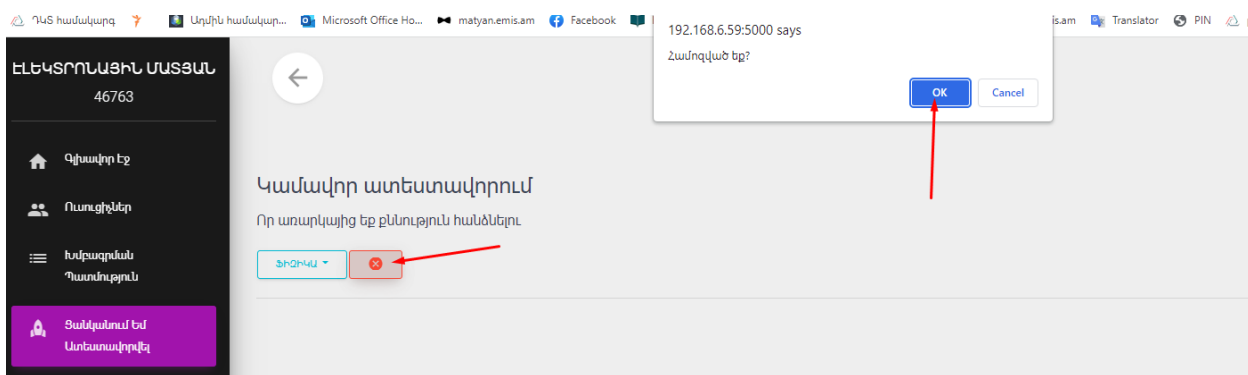 ԴԿՏ համակարգ
Ադմին համակար...
Microsoft Office Ho...
matyan.emis.am
Facebook
is.am
Translator
PIN
192.168.6.59:5000 says
Համոզված եք?
OK
Cancel
ԷԼԵԿՏՐՈՆԱՅԻՆ ՄԱՏՅԱՆ
46763
Գլխավոր Էջ
Ուսուցիչներ
Խմբագրման
Պատմություն
Ցանկանում Եմ
Ատեստավորվել
Կամավոր ատեստավորում
Որ առարկայից եք քննություն հանձնելու
ՖԻԶԻԿԱ